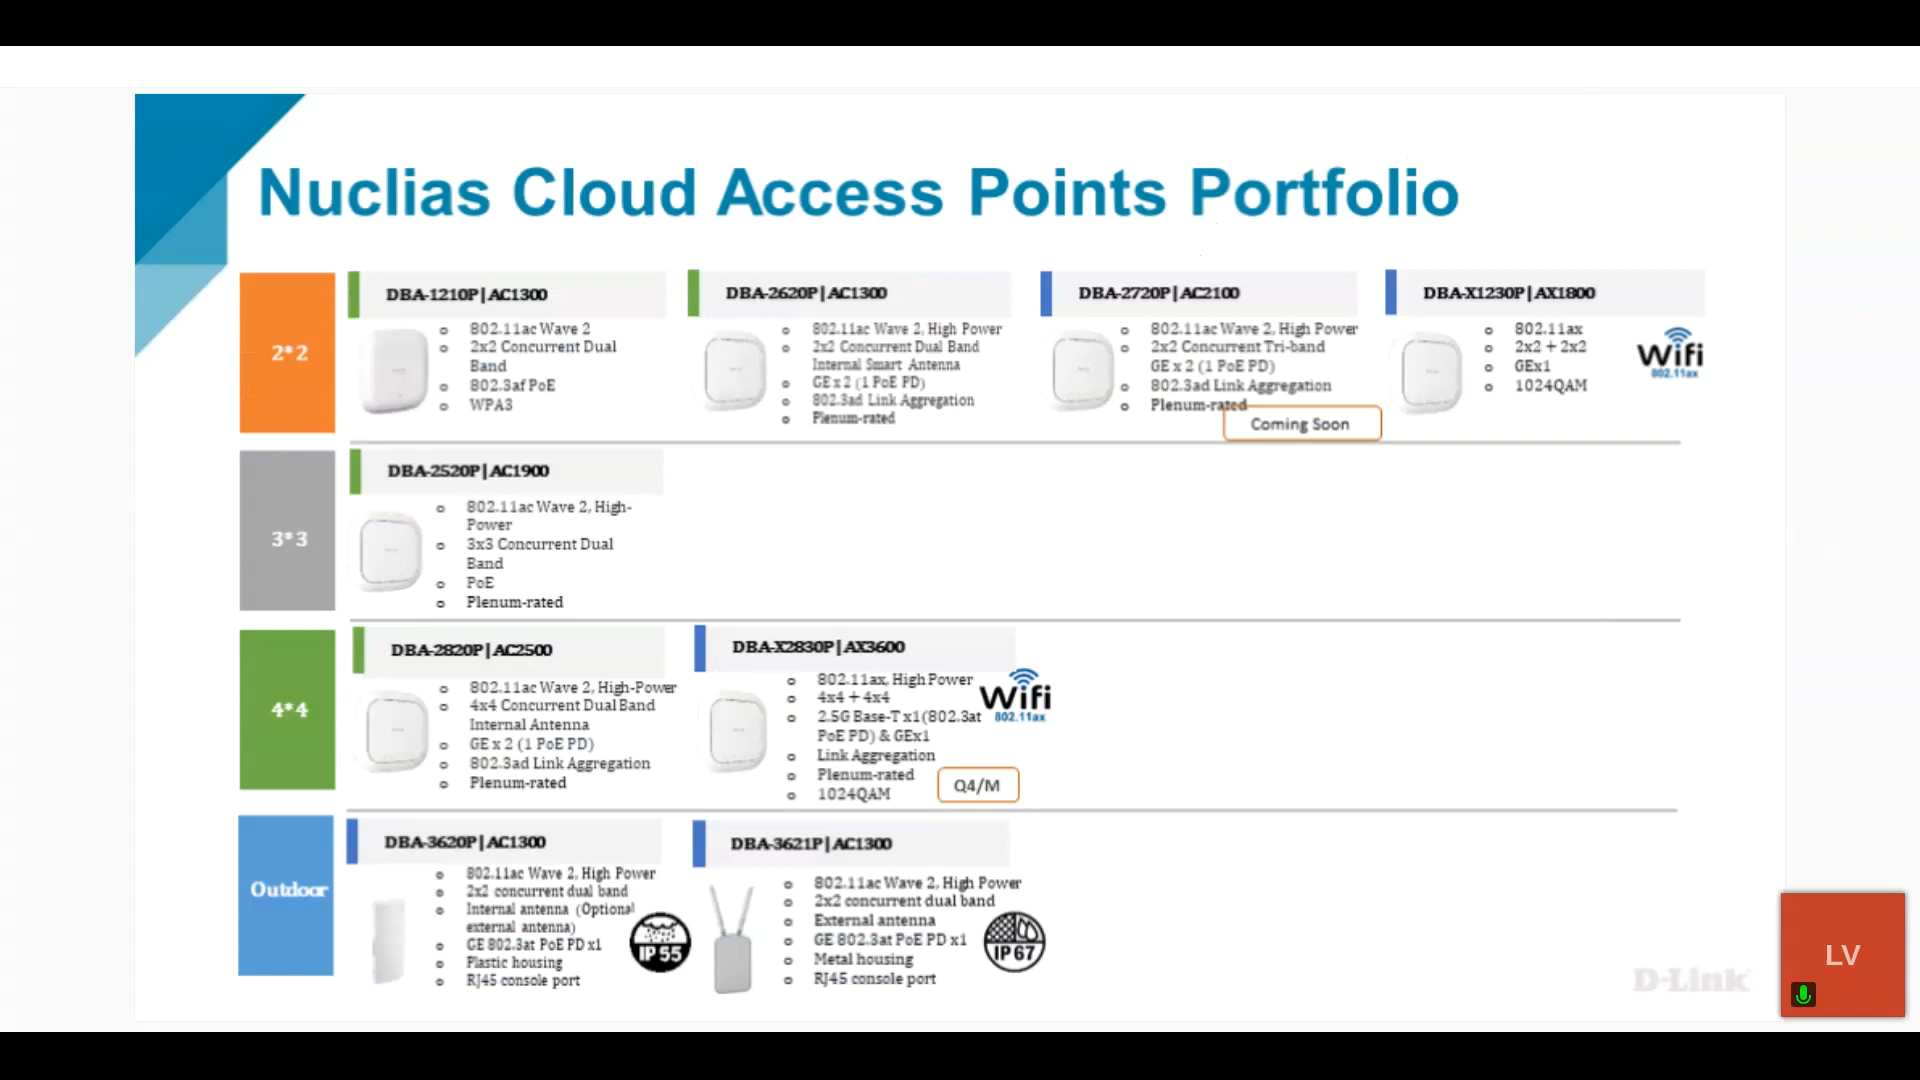 Nuclias Cloud Access Points Portfolio
2*2
DBA-1210P|AC1300
802.11ac Wave 2
2x2 Concurrent Dual
Band
802.3af PoE
WPA3
DBA-2620P|AC1300
802.11ac Wave 2, High Power
2x2 Concurrent Dual Band
Internal Smart Antenna
GE x 2 (1 PoE PD)
802.3ad Link Aggregation
Plenum-rated
DBA-2720P|AC2100
802.11ac Wave 2, High Power
2x2 Concurrent Tri-band
GE x 2 (1 PoE PD)
802.3ad Link Aggregation
Plenum-rated
Coming Soon
DBA-X1230P|AX1800
802.11ax
2x2 + 2x2
GEx1
1024QAM
Wifi
802.11ax
3*3
DBA-2520P|AC1900
802.11ac Wave 2, High-
Power
3x3 Concurrent Dual
Band
PoE
Plenum-rated
4*4
DBA-2820P|AC2500
802.11ac Wave 2, High-Power
4x4 Concurrent Dual Band
Internal Antenna
GE x 2 (1 PoE PD)
802.3ad Link Aggregation
Plenum-rated
DBA-X2830P|AX3600
802.11ax, High Power
4x4 + 4x4
2.5G Base-T x1(802.3at
PoE PD) & GEx1
Link Aggregation
Plenum-rated
1024QAM
Wifi
802.11ax
Q4/M
Outdoor
DBA-3620P|AC1300
802.11ac Wave 2, High Power
2x2 concurrent dual band
Internal antenna (Optional
external antenna)
GE 802.3at PoE PD x1
Plastic housing
RJ45 console port
IP 55
DBA-3621P|AC1300
802.11ac Wave 2, High Power
2x2 concurrent dual band
External antenna
GE 802.3at PoE PD x1
Metal housing
RJ45 console port
IP 67
D-Link
LV